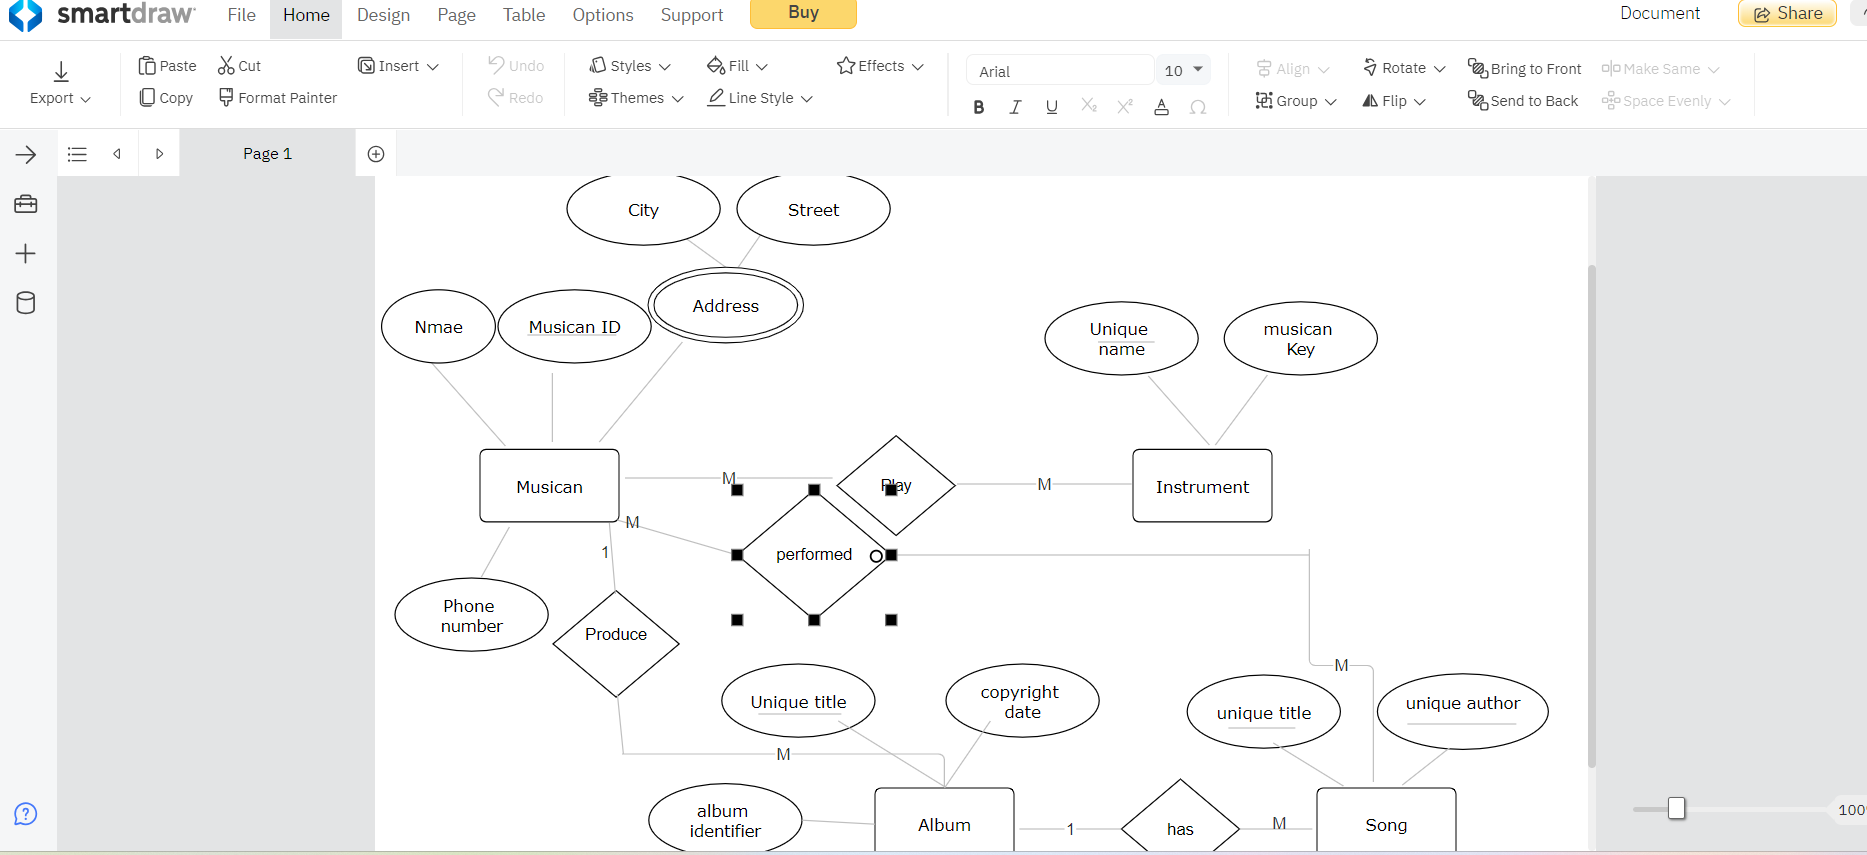 smartdraw
File Home Design Page Table Options Support Buy Document Share
Export Paste Cut Insert Undo Styles Fill Effects Arial 10 Align Rotate Bring to Front Make Same
Copy Format Painter Redo Themes Line Style B I U X₂ X² A Ω Group Flip Send to Back Space Evenly
Page 1
City Street
Address
Nmae Musican ID
Unique
name
musican
Key
Musican M Play M Instrument
M
1 performed
Phone
number
Produce
M
Unique title
copyright
date
unique title unique author
M
album
identifier
Album 1 has M Song
100